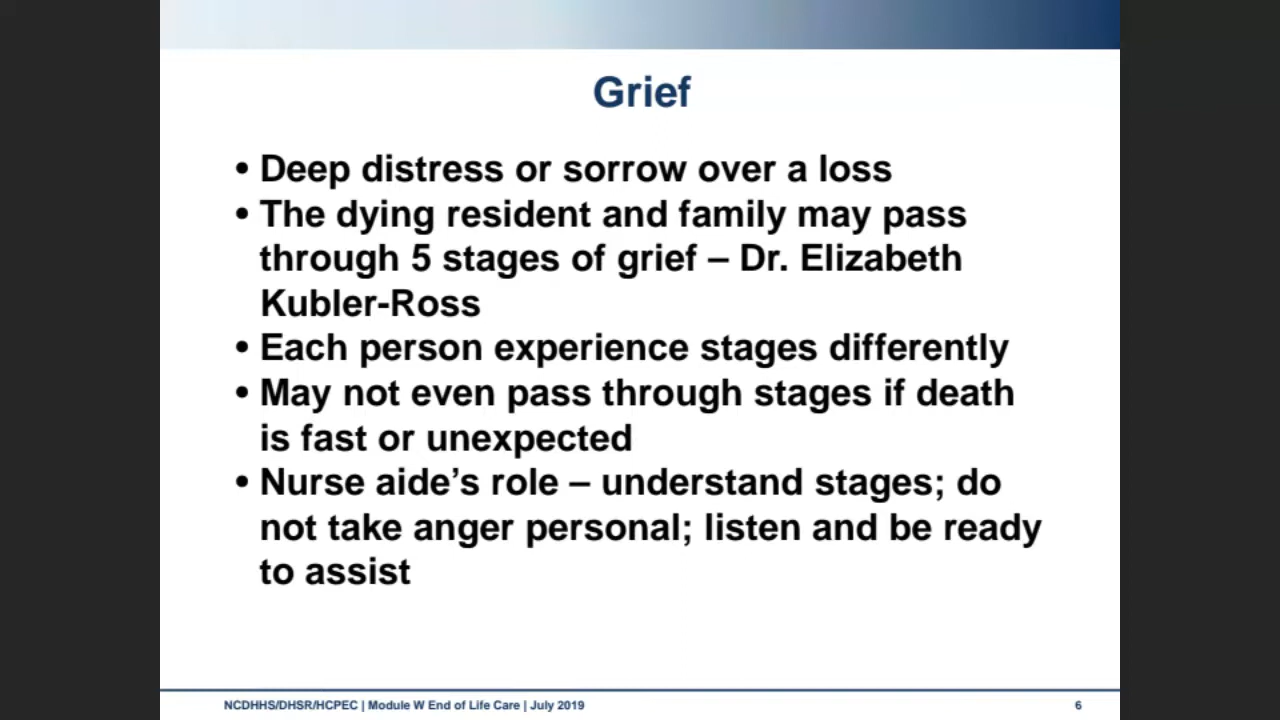 Grief
• Deep distress or sorrow over a loss
• The dying resident and family may pass
through 5 stages of grief – Dr. Elizabeth
Kubler-Ross
• Each person experience stages differently
• May not even pass through stages if death
is fast or unexpected
• Nurse aide’s role – understand stages; do
not take anger personal; listen and be ready
to assist
NCDHHS/DHSR/HCPEC | Module W End of Life Care | July 2019
6